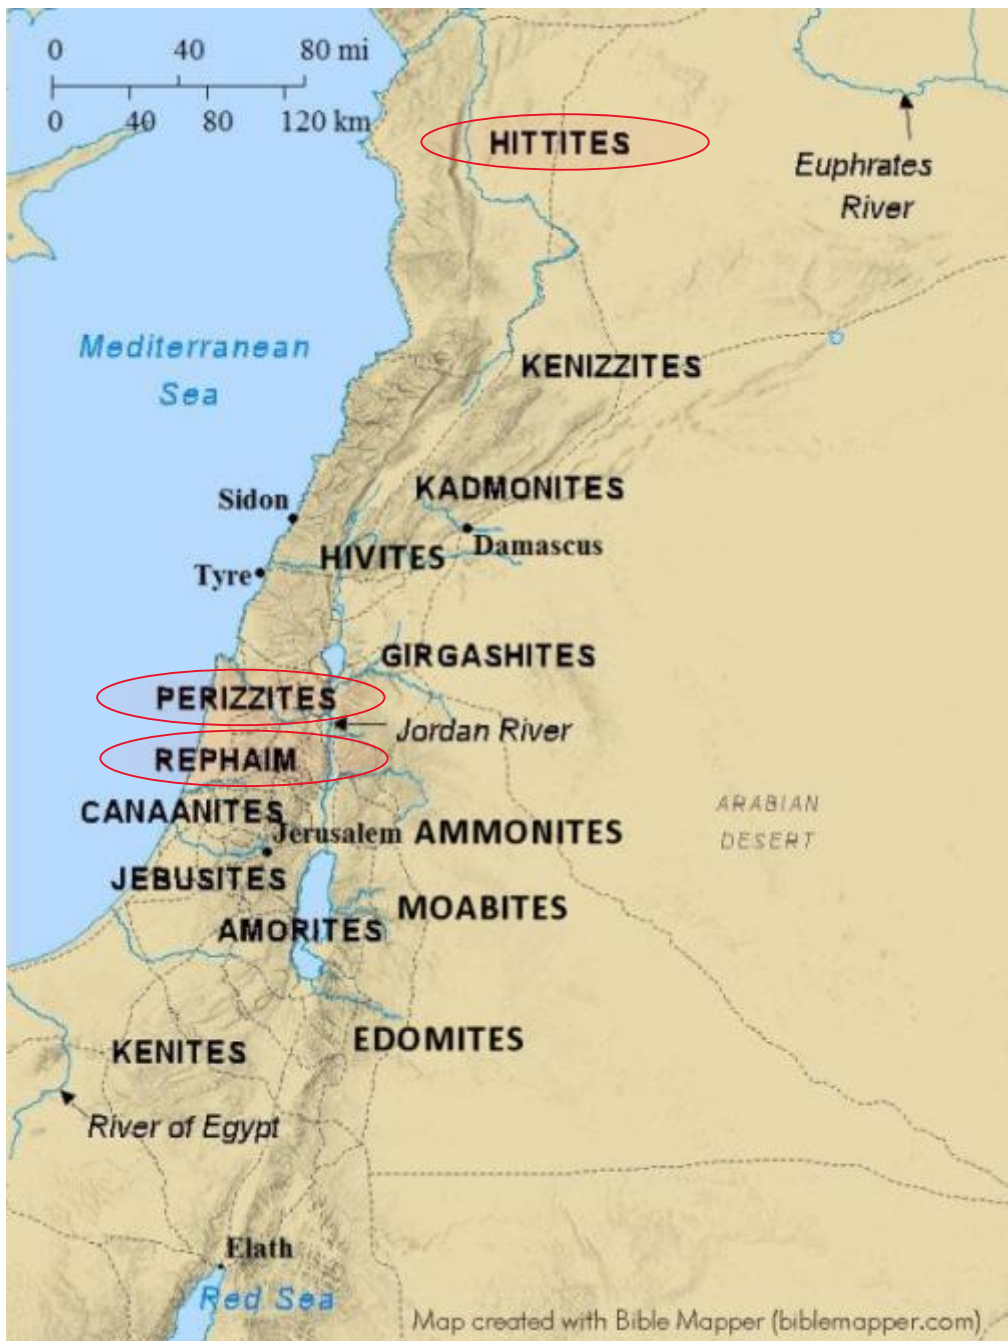 0 40 80 mi
0 40 80 120 km
HITTITES
Euphrates
River
Mediterranean
Sea
KENIZZITES
KADMONITES
Sidon
Damascus
HIVITES
Tyre
GIRGASHITES
PERIZZITES
Jordan River
REPHAIM
CANAANITES
Jerusalem
AMMONITES
ARABIAN
DESERT
JEBUSITES
MOABITES
AMORITES
EDOMITES
KENITES
River of Egypt
Elath
Red Sea
Map created with Bible Mapper (biblemapper.com)